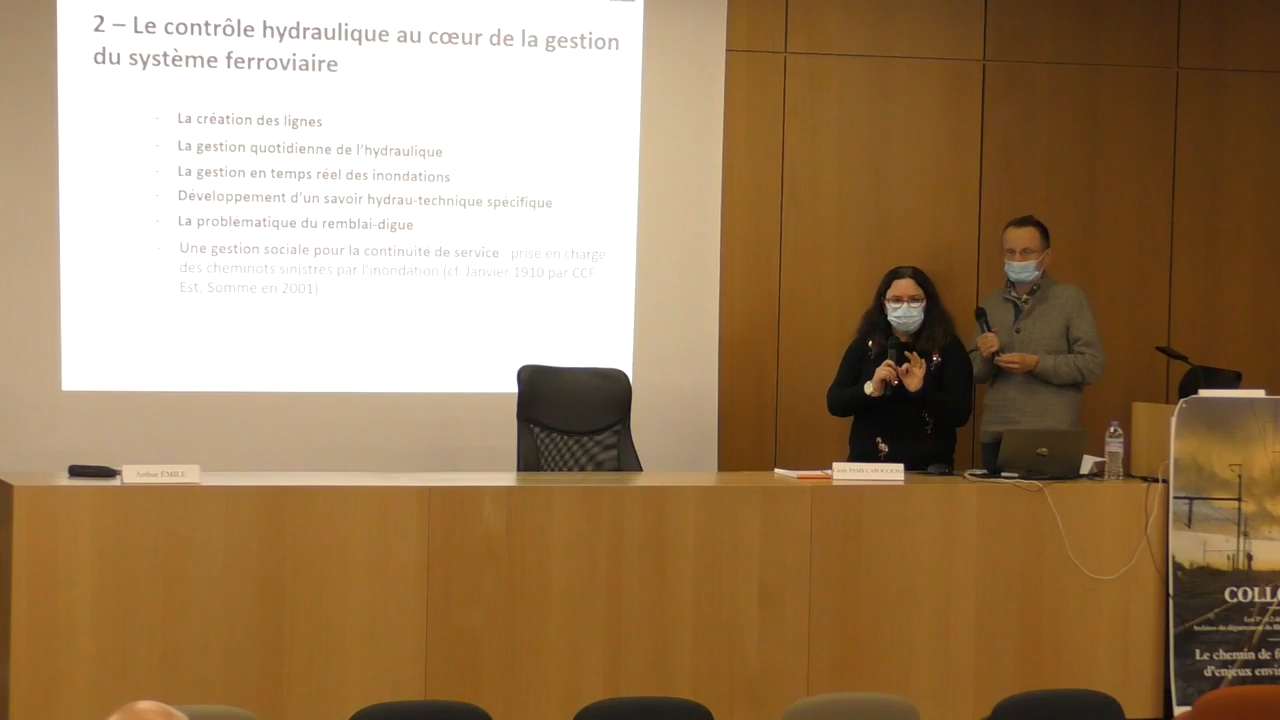 2 – Le contrôle hydraulique au cœur de la gestion
du système ferroviaire
- La création des lignes
- La gestion quotidienne de l'hydraulique
- La gestion en temps réel des inondations
- Développement d'un savoir hydrau-technique spécifique
- La problématique du remblai-digue
- Une gestion sociale pour la continuité de service prise en charge
des cheminots sinistrés par l'inondation (cf. Janvier 1910 par CCF
Est, Somme en 2001)
Arthur EMILE
COLLO
Le chemin de f
d'enjeux envi